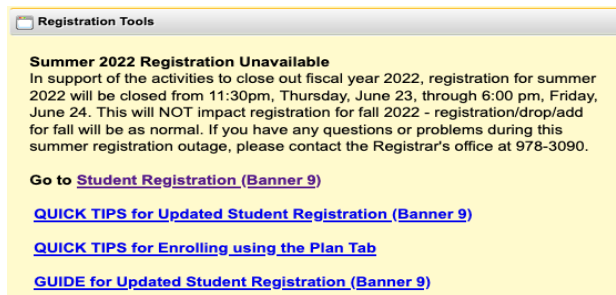 Registration Tools
Summer 2022 Registration Unavailable
In support of the activities to close out fiscal year 2022, registration for summer
2022 will be closed from 11:30pm, Thursday, June 23, through 6:00 pm, Friday,
June 24. This will NOT impact registration for fall 2022 - registration/drop/add
for fall will be as normal. If you have any questions or problems during this
summer registration outage, please contact the Registrar's office at 978-3090.
Go to Student Registration (Banner 9)
QUICK TIPS for Updated Student Registration (Banner 9)
QUICK TIPS for Enrolling using the Plan Tab
GUIDE for Updated Student Registration (Banner 9)